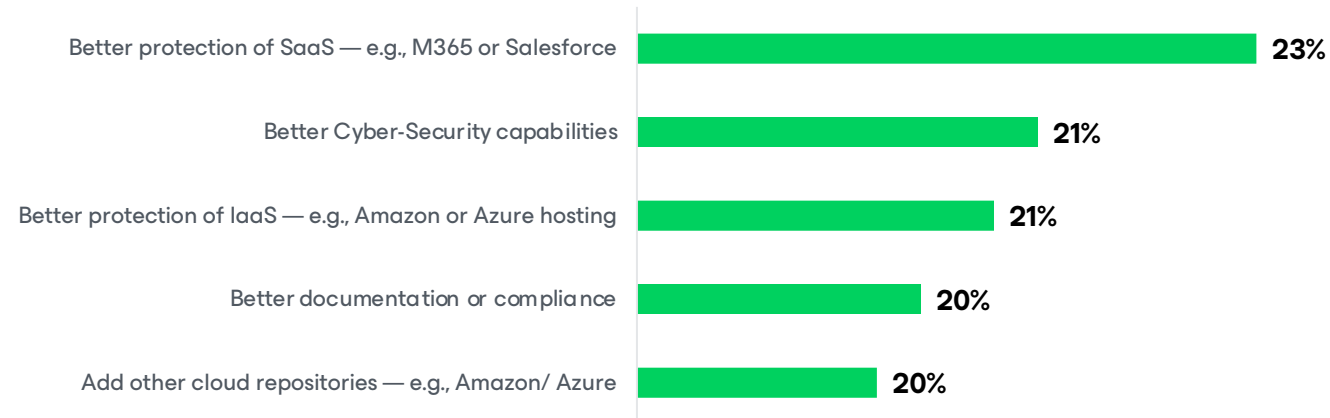 Better protection of SaaS — e.g., M365 or Salesforce 23%
Better Cyber-Security capabilities 21%
Better protection of IaaS — e.g., Amazon or Azure hosting 21%
Better documentation or compliance 20%
Add other cloud repositories — e.g., Amazon/ Azure 20%